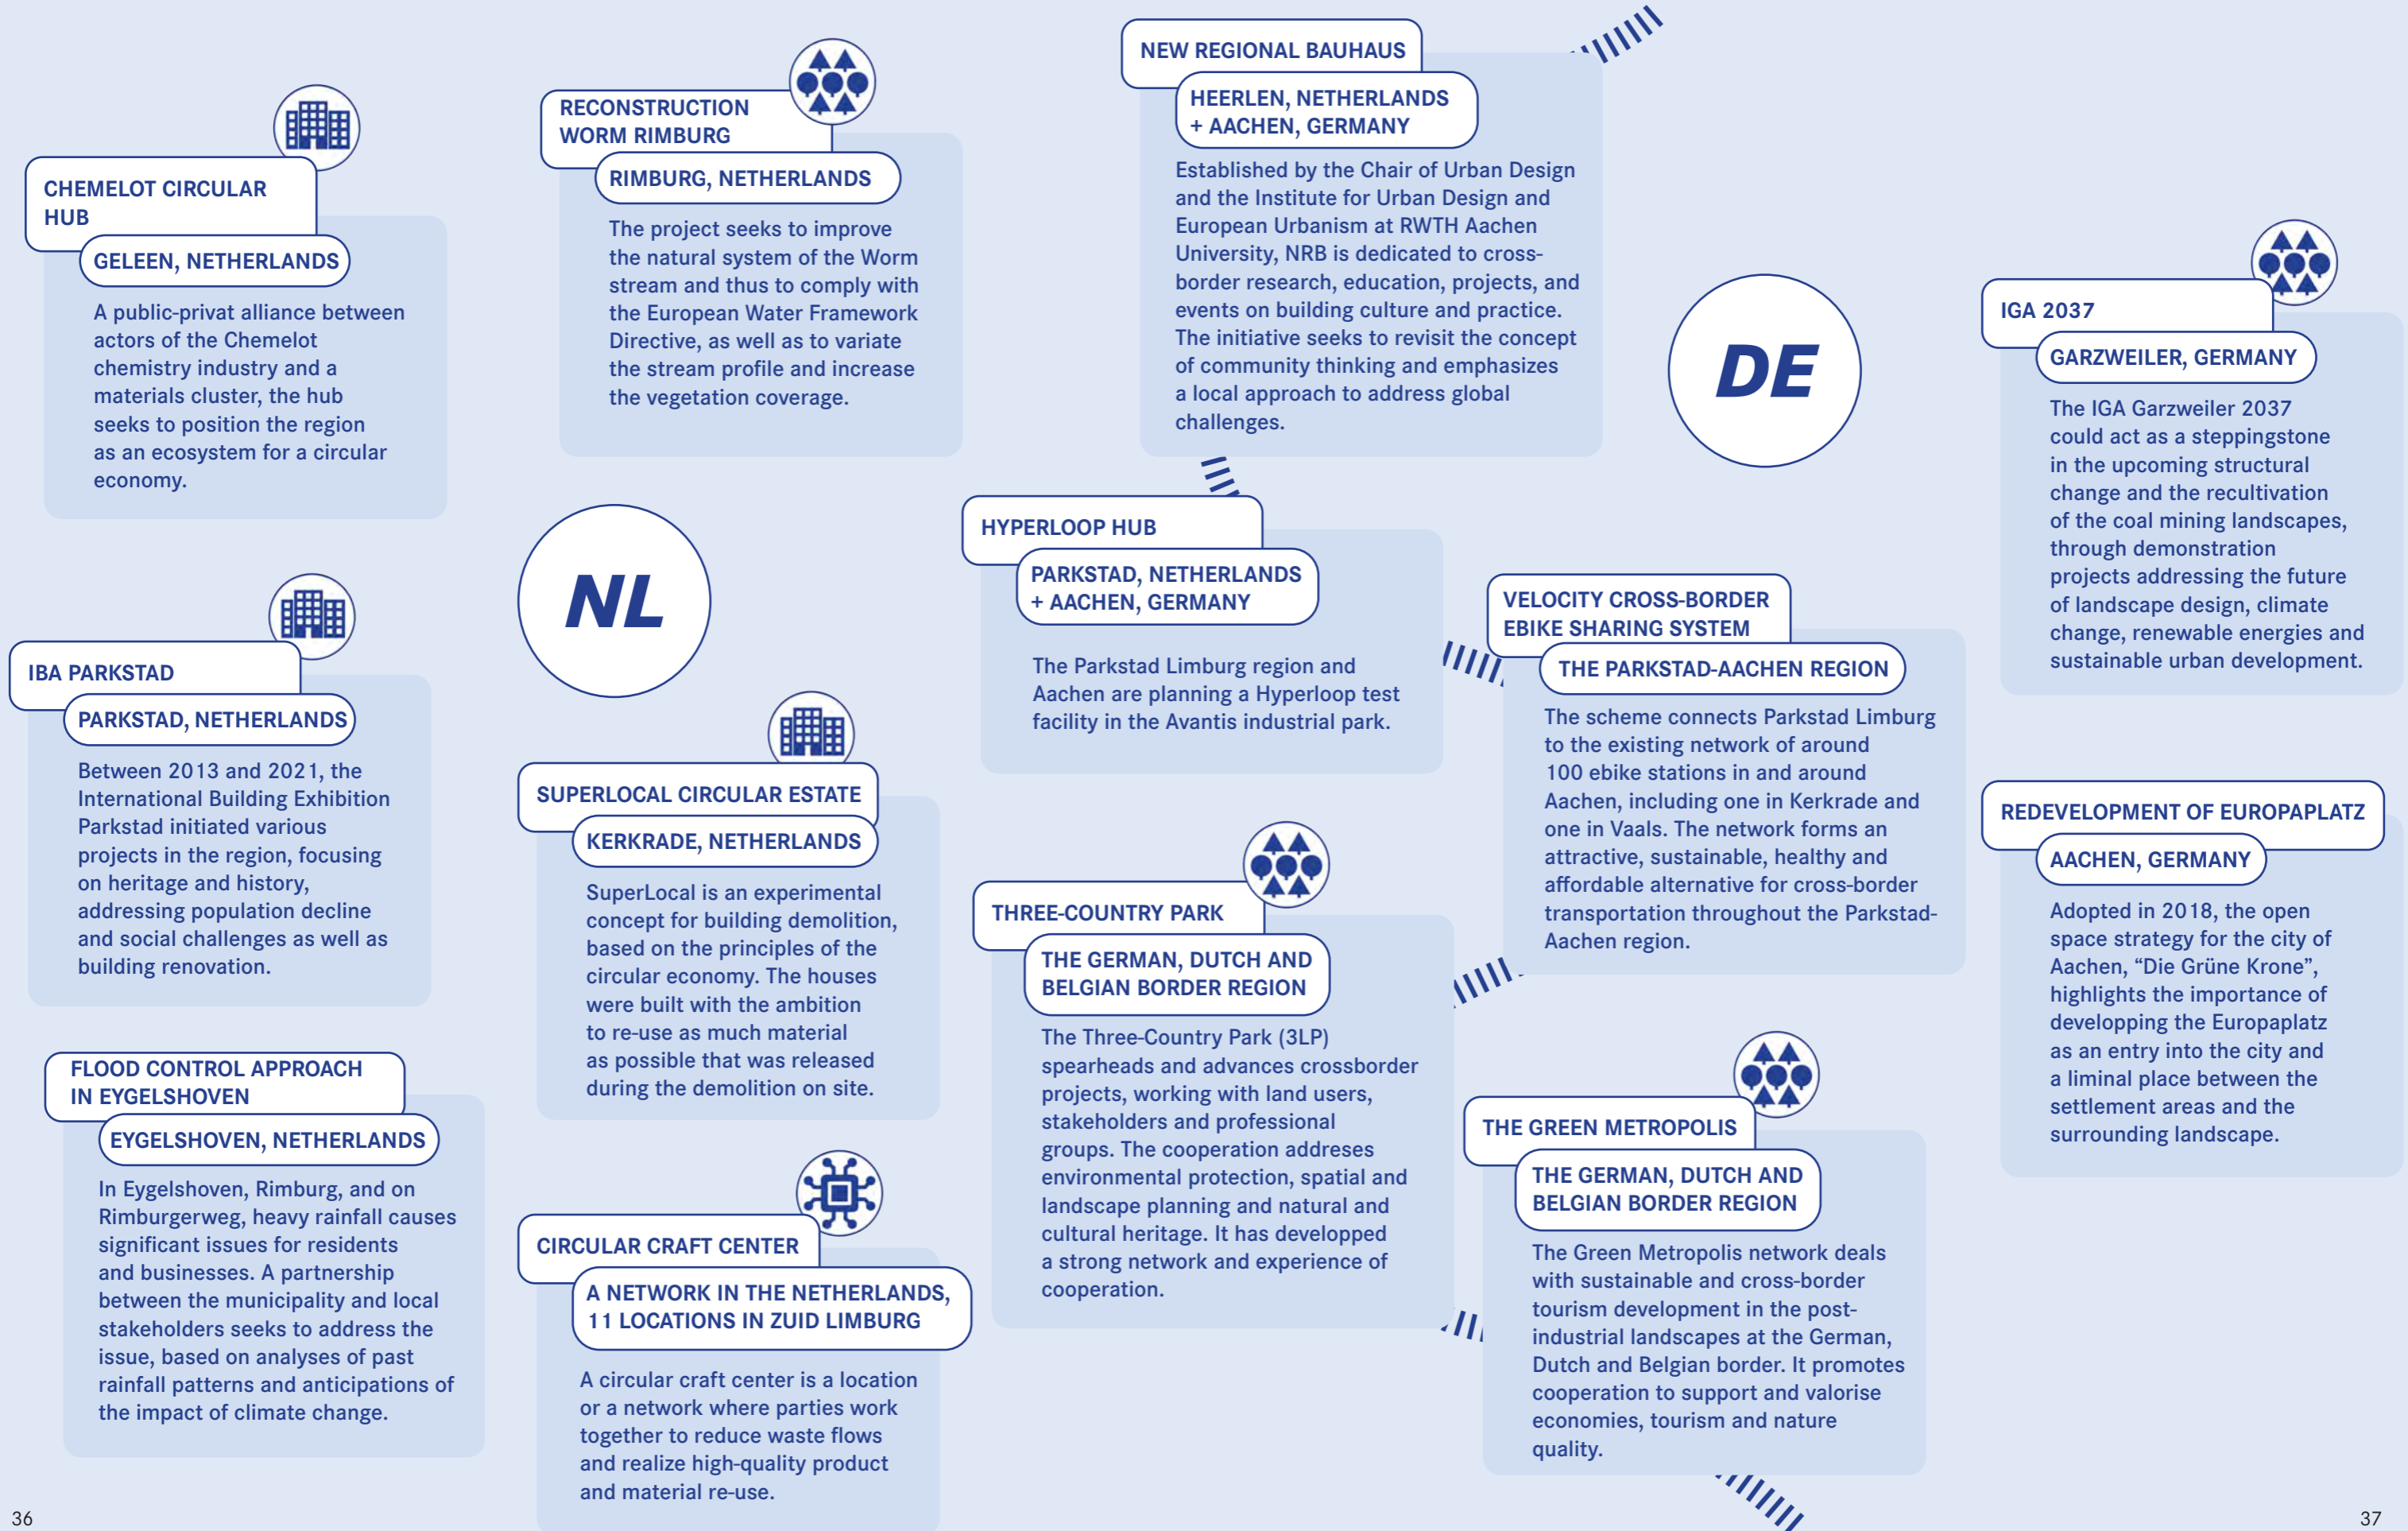 CHEMELOT CIRCULAR
HUB
GELEEN, NETHERLANDS
A public-privat alliance between
actors of the Chemelot
chemistry industry and a
materials cluster, the hub
seeks to position the region
as an ecosystem for a circular
economy.
IBA PARKSTAD
PARKSTAD, NETHERLANDS
Between 2013 and 2021, the
International Building Exhibition
Parkstad initiated various
projects in the region, focusing
on heritage and history,
addressing population decline
and social challenges as well as
building renovation.
FLOOD CONTROL APPROACH
IN EYGELSHOVEN
EYGELSHOVEN, NETHERLANDS
In Eygelshoven, Rimburg, and on
Rimburgerweg, heavy rainfall causes
significant issues for residents
and businesses. A partnership
between the municipality and local
stakeholders seeks to address the
issue, based on analyses of past
rainfall patterns and anticipations of
the impact of climate change.
36
RECONSTRUCTION
WORM RIMBURG
RIMBURG, NETHERLANDS
The project seeks to improve
the natural system of the Worm
stream and thus to comply with
the European Water Framework
Directive, as well as to variate
the stream profile and increase
the vegetation coverage.
NL
SUPERLOCAL CIRCULAR ESTATE
KERKRADE, NETHERLANDS
SuperLocal is an experimental
concept for building demolition,
based on the principles of the
circular economy. The houses
were built with the ambition
to re-use as much material
as possible that was released
during the demolition on site.
CIRCULAR CRAFT CENTER
A NETWORK IN THE NETHERLANDS,
11 LOCATIONS IN ZUID LIMBURG
A circular craft center is a location
or a network where parties work
together to reduce waste flows
and realize high-quality product
and material re-use.
NEW REGIONAL BAUHAUS
HEERLEN, NETHERLANDS
+ AACHEN, GERMANY
Established by the Chair of Urban Design
and the Institute for Urban Design and
European Urbanism at RWTH Aachen
University, NRB is dedicated to cross-
border research, education, projects, and
events on building culture and practice.
The initiative seeks to revisit the concept
of community thinking and emphasizes
a local approach to address global
challenges.
HYPERLOOP HUB
PARKSTAD, NETHERLANDS
+ AACHEN, GERMANY
The Parkstad Limburg region and
Aachen are planning a Hyperloop test
facility in the Avantis industrial park.
THREE-COUNTRY PARK
THE GERMAN, DUTCH AND
BELGIAN BORDER REGION
The Three-Country Park (3LP)
spearheads and advances crossborder
projects, working with land users,
stakeholders and professional
groups. The cooperation addreses
environmental protection, spatial and
landscape planning and natural and
cultural heritage. It has developped
a strong network and experience of
cooperation.
DE
VELOCITY CROSS-BORDER
EBIKE SHARING SYSTEM
THE PARKSTAD-AACHEN REGION
The scheme connects Parkstad Limburg
to the existing network of around
100 ebike stations in and around
Aachen, including one in Kerkrade and
one in Vaals. The network forms an
attractive, sustainable, healthy and
affordable alternative for cross-border
transportation throughout the Parkstad-
Aachen region.
THE GREEN METROPOLIS
THE GERMAN, DUTCH AND
BELGIAN BORDER REGION
The Green Metropolis network deals
with sustainable and cross-border
tourism development in the post-
industrial landscapes at the German,
Dutch and Belgian border. It promotes
cooperation to support and valorise
economies, tourism and nature
quality.
IGA 2037
GARZWEILER, GERMANY
The IGA Garzweiler 2037
could act as a steppingstone
in the upcoming structural
change and the recultivation
of the coal mining landscapes,
through demonstration
projects addressing the future
of landscape design, climate
change, renewable energies and
sustainable urban development.
REDEVELOPMENT OF EUROPAPLATZ
AACHEN, GERMANY
Adopted in 2018, the open
space strategy for the city of
Aachen, “Die Grüne Krone”,
highlights the importance of
developping the Europaplatz
as an entry into the city and
a liminal place between the
settlement areas and the
surrounding landscape.
37